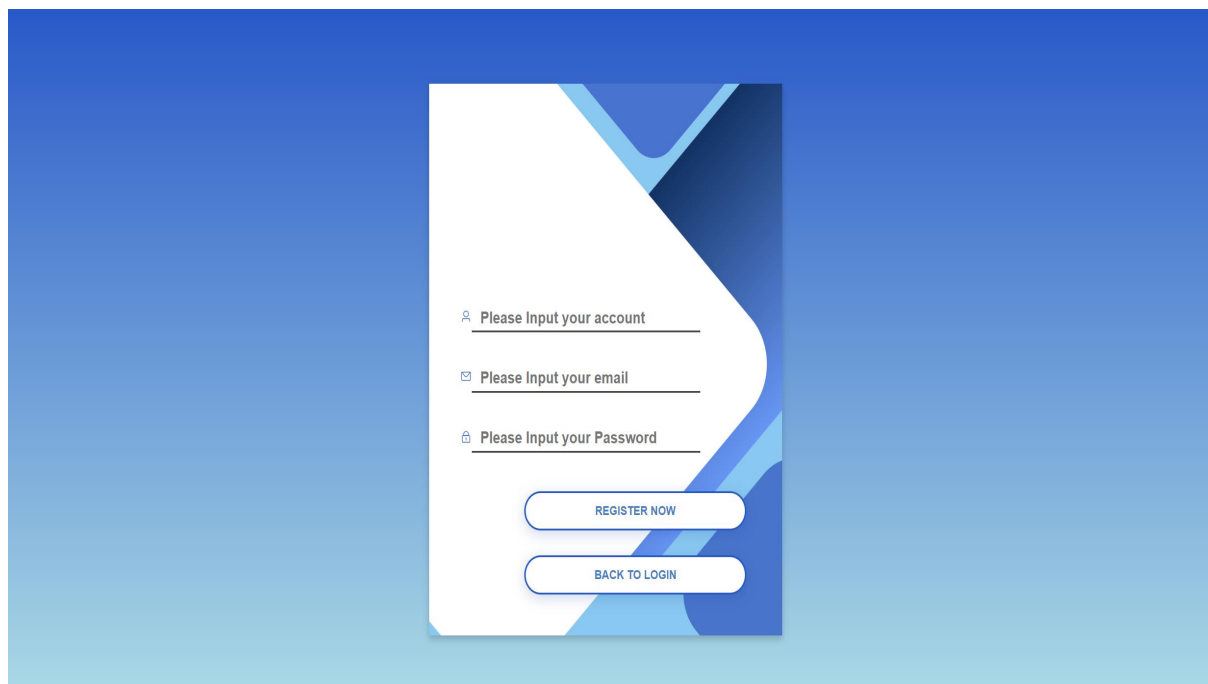 Please Input your account
Please Input your email
Please Input your Password
REGISTER NOW
BACK TO LOGIN